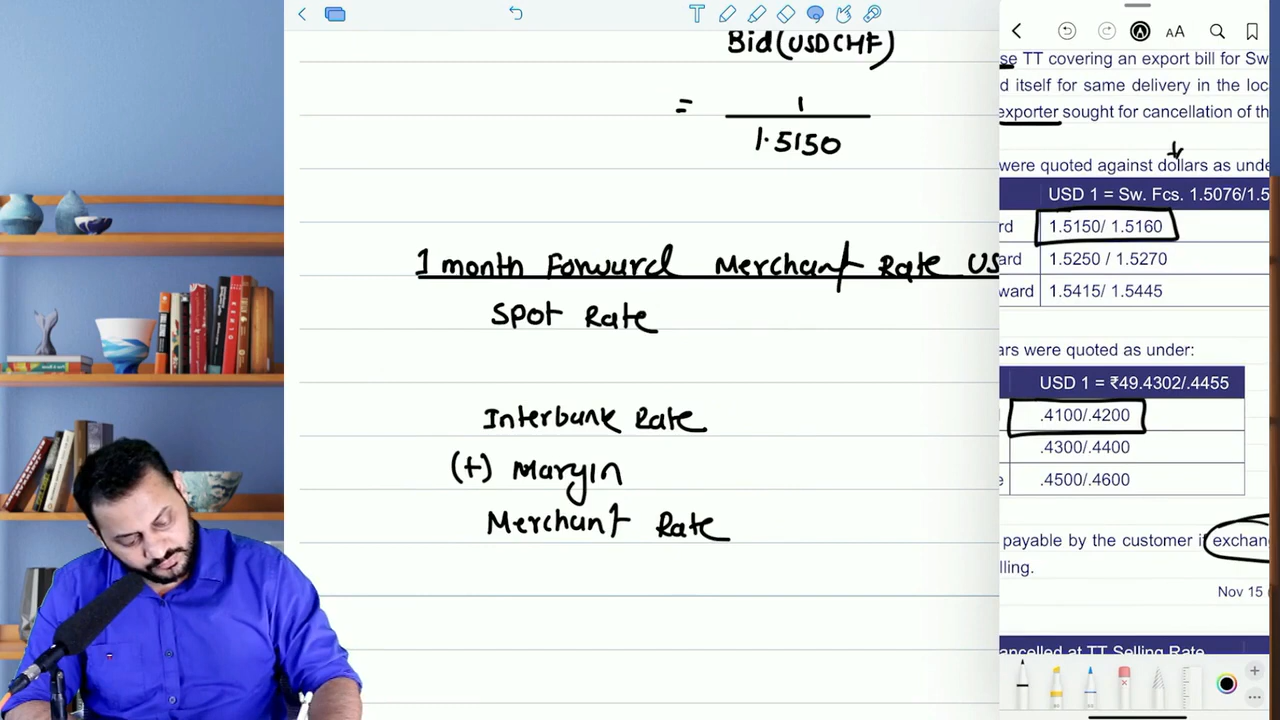 Bid(USDCHF)
= 1
1.5150
1 month Forward Merchant Rate US
Spot Rate
Interbank Rate
(+) Margin
Merchant Rate
se TT covering an export bill for Sw
d itself for same delivery in the loc
exporter sought for cancellation of th
were quoted against dollars as unde
USD 1 = Sw. Fcs. 1.5076/1.5
rd 1.5150/ 1.5160
ard 1.5250 / 1.5270
ward 1.5415/ 1.5445
ars were quoted as under:
USD 1 = ₹49.4302/.4455
.4100/.4200
.4300/.4400
e .4500/.4600
payable by the customer if exchan
lling.
Nov 15
ancelled at TT Selling Rate